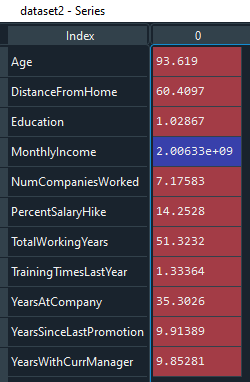 dataset2 - Series
Index 0
Age 93.619
DistanceFromHome 60.4097
Education 1.02867
MonthlyIncome 2.00633e+09
NumCompaniesWorked 7.17583
PercentSalaryHike 14.2528
TotalWorkingYears 51.3232
TrainingTimesLastYear 1.33364
YearsAtCompany 35.3026
YearsSinceLastPromotion 9.91389
YearsWithCurrManager 9.85281